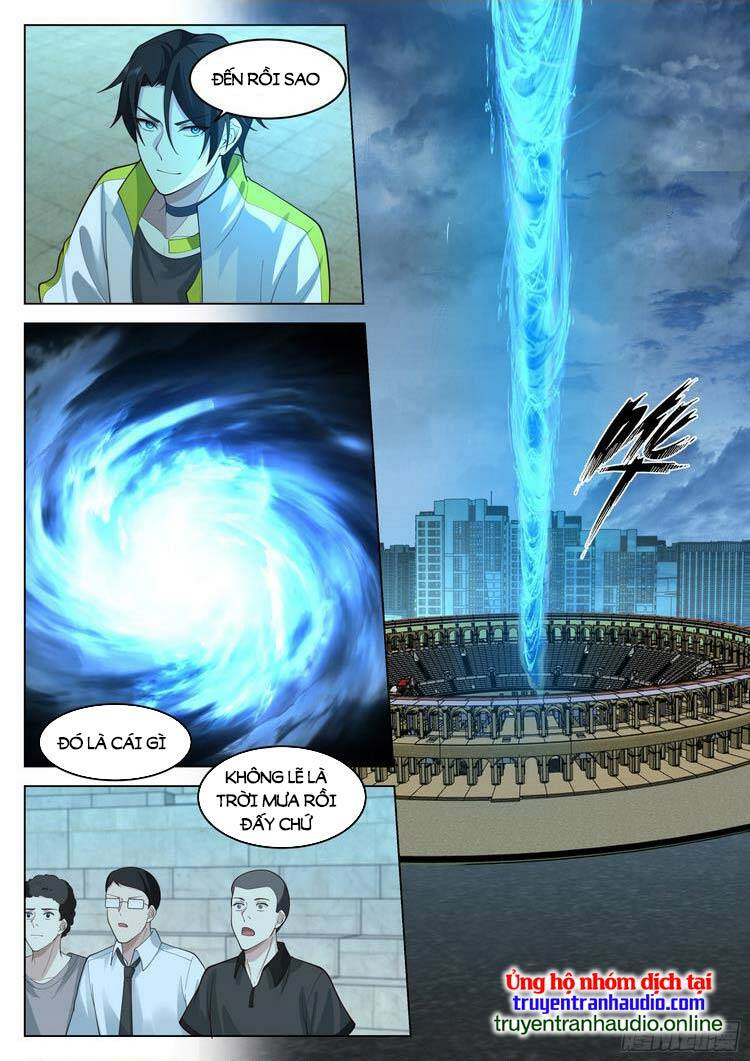 ĐẾN RỒI SAO
ĐÓ LÀ CÁI GÌ
KHÔNG LẼ LÀ
TRỜI MƯA RỒI
ĐẤY CHỨ
Ủng hộ nhóm dịch tại
truyentranhaudio.com
truyentranhaudio.online